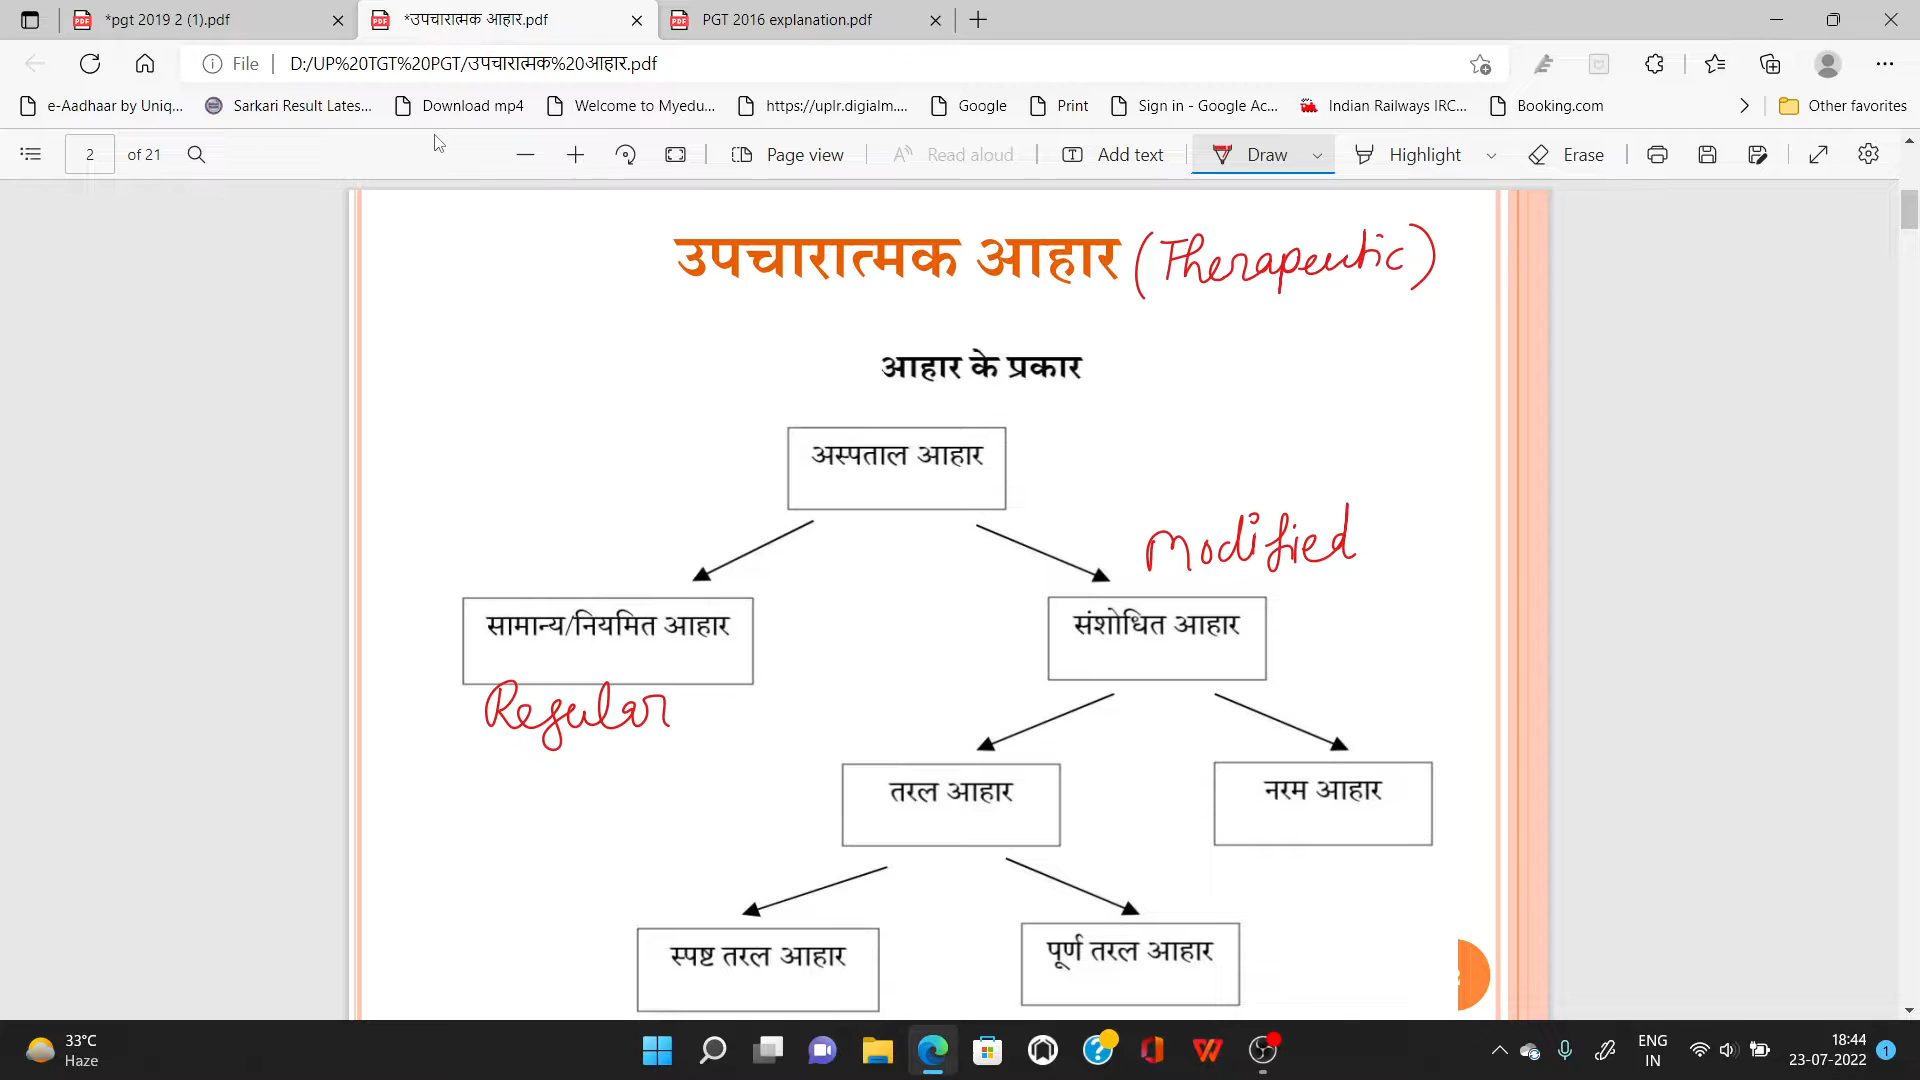 *pgt 2019 2 (1).pdf
*उपचारात्मक आहार.pdf
PGT 2016 explanation.pdf
File
D:/UP%20TGT%20PGT/उपचारात्मक%20आहार.pdf
e-Aadhaar by Uniq...
Sarkari Result Lates...
Download mp4
Welcome to Myedu...
https://uplr.digialm....
Google
Print
Sign in - Google Ac...
Indian Railways IRC...
Booking.com
Other favorites
2 of 21
Page view
Read aloud
Add text
Draw
Highlight
Erase
उपचारात्मक आहार (Therapeutic)
आहार के प्रकार
अस्पताल आहार
Modified
सामान्य/नियमित आहार
संशोधित आहार
Regular
तरल आहार
नरम आहार
स्पष्ट तरल आहार
पूर्ण तरल आहार
33°C
Haze
ENG
IN
18:44
23-07-2022
1